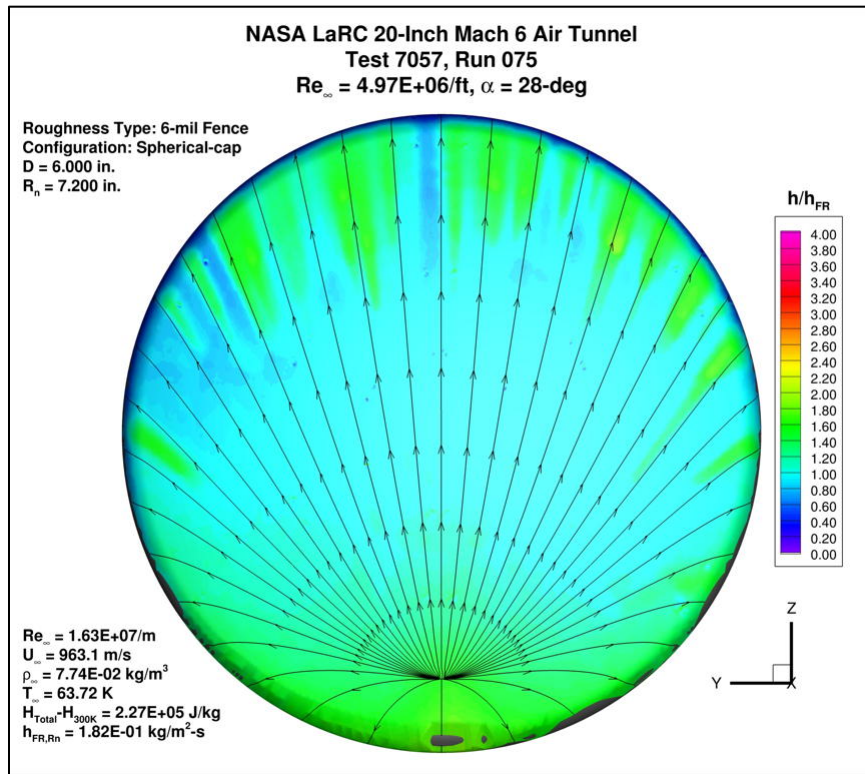 NASA LaRC 20-Inch Mach 6 Air Tunnel
Test 7057, Run 075
Re∞ = 4.97E+06/ft, α = 28-deg
Roughness Type: 6-mil Fence
Configuration: Spherical-cap
D = 6.000 in.
Rn = 7.200 in.
h/hFR
4.00
3.80
3.60
3.40
3.20
3.00
2.80
2.60
2.40
2.20
2.00
1.80
1.60
1.40
1.20
1.00
0.80
0.60
0.40
0.20
0.00
Z
Y
X
Re∞ = 1.63E+07/m
U∞ = 963.1 m/s
ρ∞ = 7.74E-02 kg/m³
T∞ = 63.72 K
HTotal-H300K = 2.27E+05 J/kg
hFR,Rn = 1.82E-01 kg/m²-s